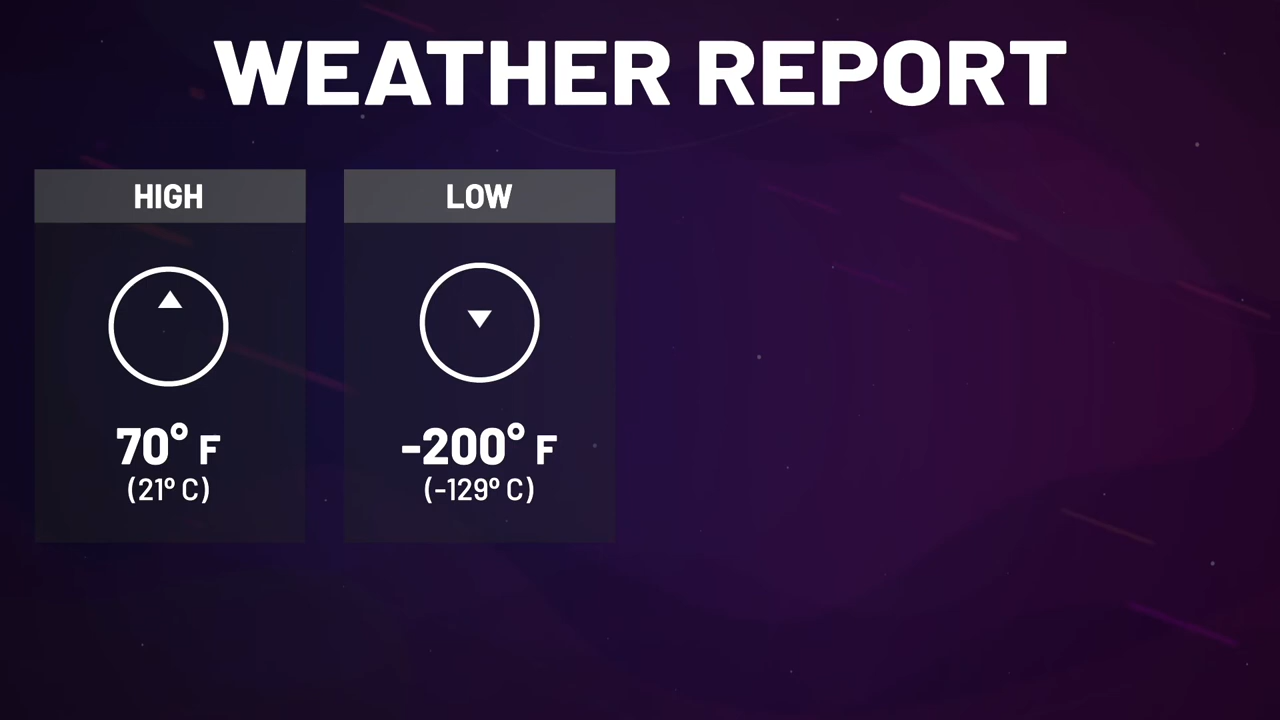 WEATHER REPORT
HIGH
70° F
(21° C)
LOW
-200° F
(-129° C)